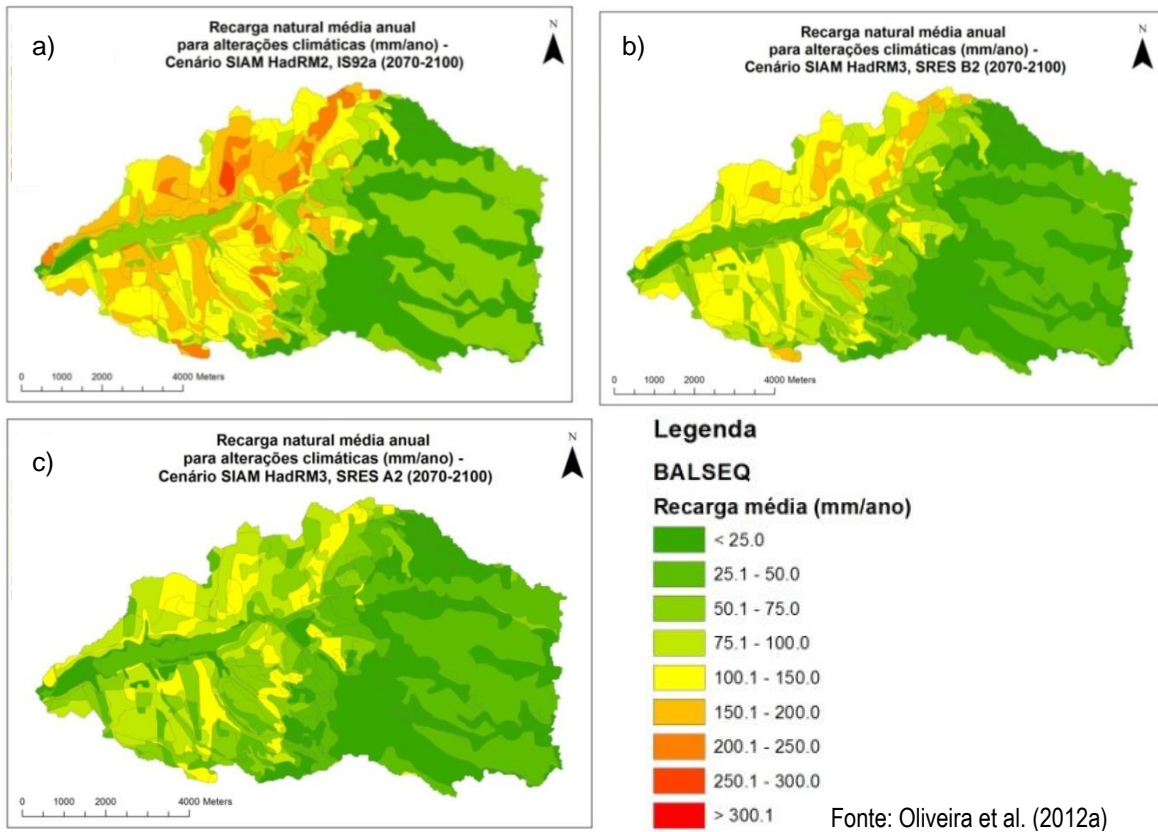 a)
Recarga natural média anual
para alterações climáticas (mm/ano) -
Cenário SIAM HadRM2, IS92a (2070-2100)
N
0 1000 2000 4000 Meters
b)
Recarga natural média anual
para alterações climáticas (mm/ano) -
Cenário SIAM HadRM3, SRES B2 (2070-2100)
N
0 1000 2000 4000 Meters
c)
Recarga natural média anual
para alterações climáticas (mm/ano) -
Cenário SIAM HadRM3, SRES A2 (2070-2100)
N
0 1000 2000 4000 Meters
Legenda
BALSEQ
Recarga média (mm/ano)
< 25.0
25.1 - 50.0
50.1 - 75.0
75.1 - 100.0
100.1 - 150.0
150.1 - 200.0
200.1 - 250.0
250.1 - 300.0
> 300.1
Fonte: Oliveira et al. (2012a)